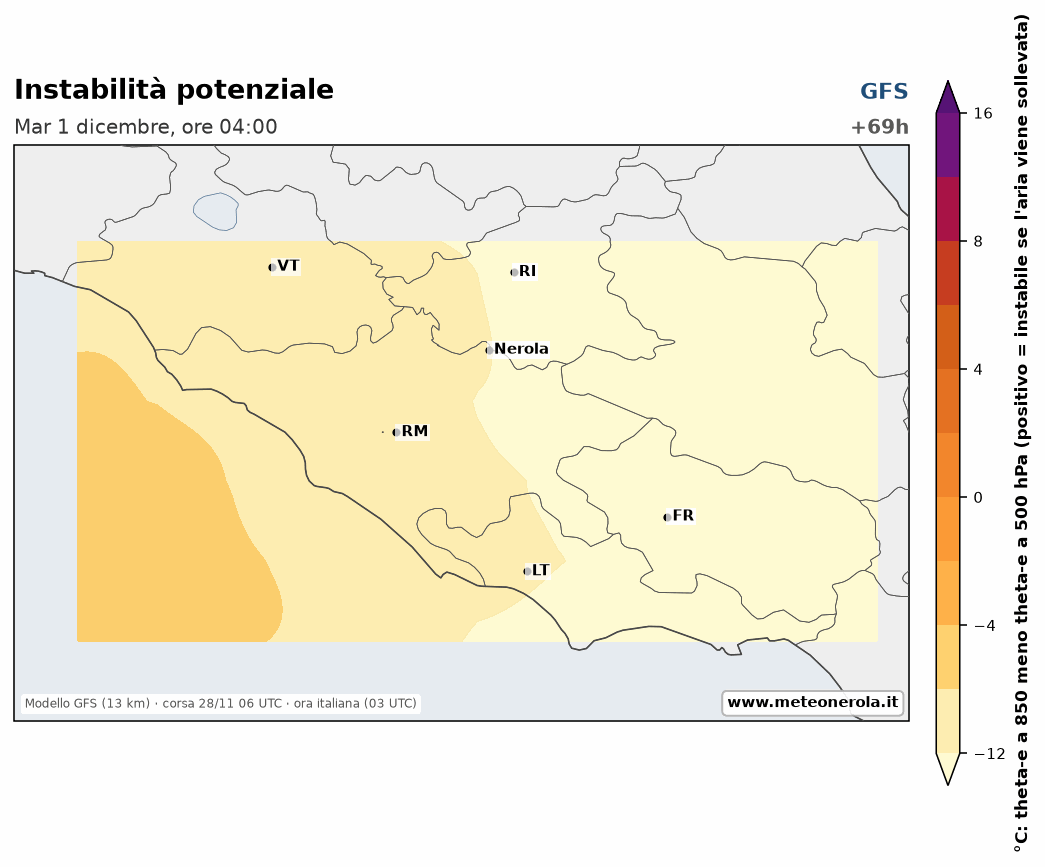 Instabilità potenziale
GFS
Mar 1 dicembre, ore 04:00
+69h
VT
RI
Nerola
RM
FR
LT
Modello GFS (13 km) · corsa 28/11 06 UTC · ora italiana (03 UTC)
www.meteonerola.it
16
8
4
0
−4
−12
°C: theta-e a 850 meno theta-e a 500 hPa (positivo = instabile se l'aria viene sollevata)